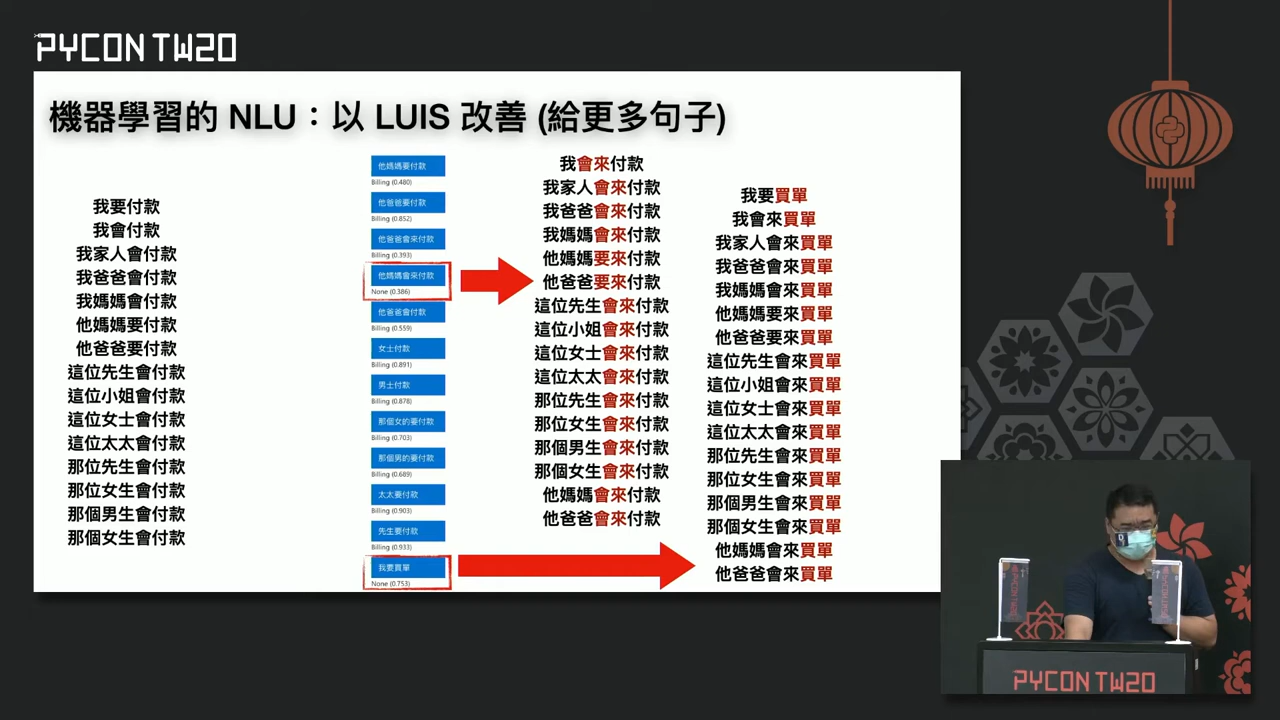 PYCON TW20
機器學習的 NLU：以 LUIS 改善 (給更多句子)
我要付款
我會付款
我家人會付款
我爸爸會付款
我媽媽會付款
他媽媽要付款
他爸爸要付款
這位先生會付款
這位小姐會付款
這位女士會付款
這位太太會付款
那位先生會付款
那位女生會付款
那個男生會付款
那個女生會付款
他媽媽要付款
Billing (0.480)
他爸爸要付款
Billing (0.852)
他爸爸會來付款
Billing (0.393)
他媽媽會來付款
None (0.386)
他爸爸會付款
Billing (0.559)
女士付款
Billing (0.891)
男士付款
Billing (0.878)
那個女的要付款
Billing (0.703)
那個男的要付款
Billing (0.689)
太太要付款
Billing (0.903)
先生要付款
Billing (0.933)
我要買單
None (0.753)
我會來付款
我家人會來付款
我爸爸會來付款
我媽媽會來付款
他媽媽要來付款
他爸爸要來付款
這位先生會來付款
這位小姐會來付款
這位女士會來付款
這位太太會來付款
那位先生會來付款
那位女生會來付款
那個男生會來付款
那個女生會來付款
他媽媽會來付款
他爸爸會來付款
我要買單
我會來買單
我家人會來買單
我爸爸會來買單
我媽媽會來買單
他媽媽要來買單
他爸爸要來買單
這位先生會來買單
這位小姐會來買單
這位女士會來買單
這位太太會來買單
那位先生會來買單
那位女生會來買單
那個男生會來買單
那個女生會來買單
他媽媽會來買單
他爸爸會來買單
PYCON TW20
PYCON TW20
PYCON TW20